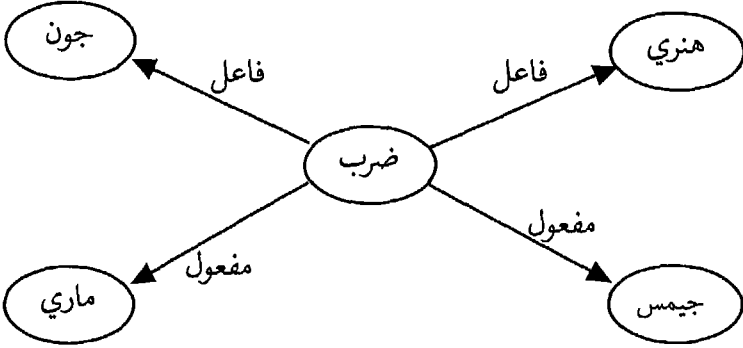 هنري
جون
فاعل
فاعل
ضرب
مفعول
مفعول
جيمس
ماري